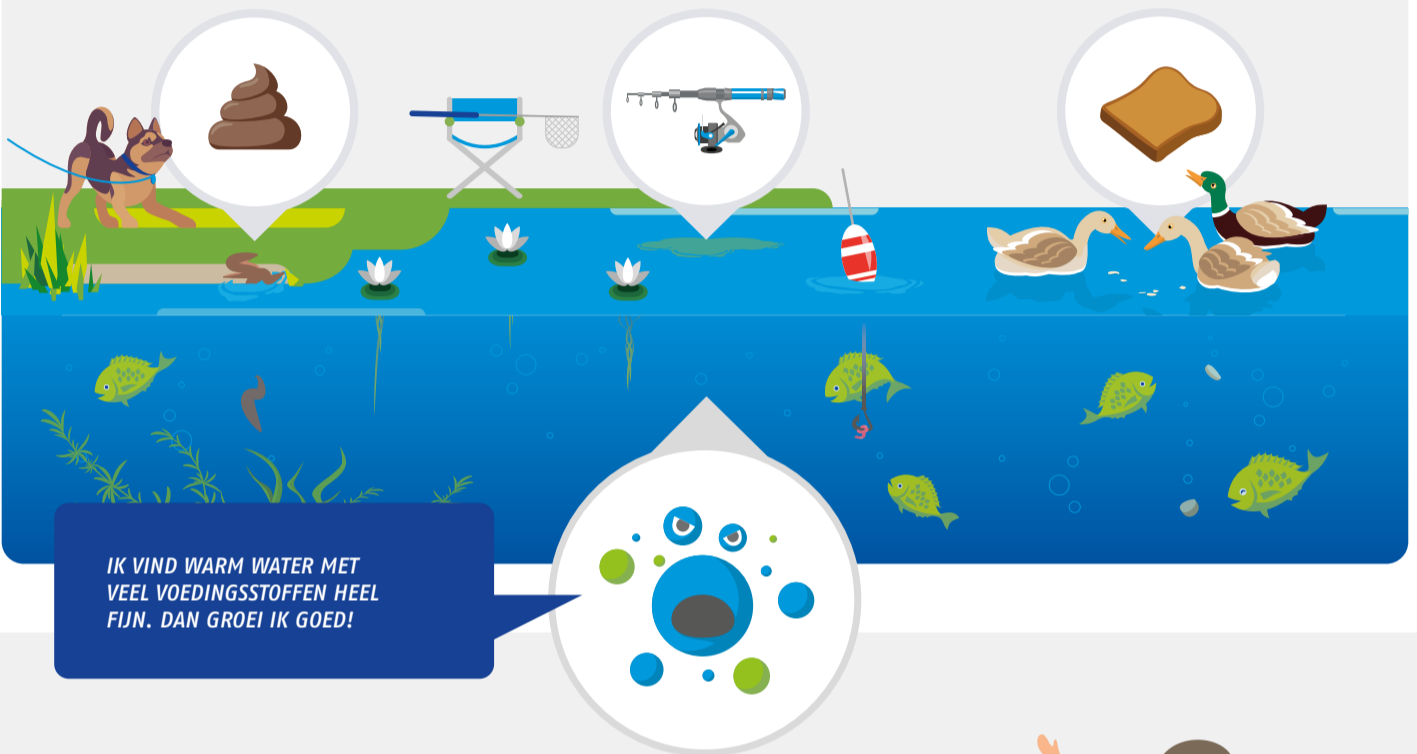 IK VIND WARM WATER MET
VEEL VOEDINGSSTOFFEN HEEL
FIJN. DAN GROEI IK GOED!